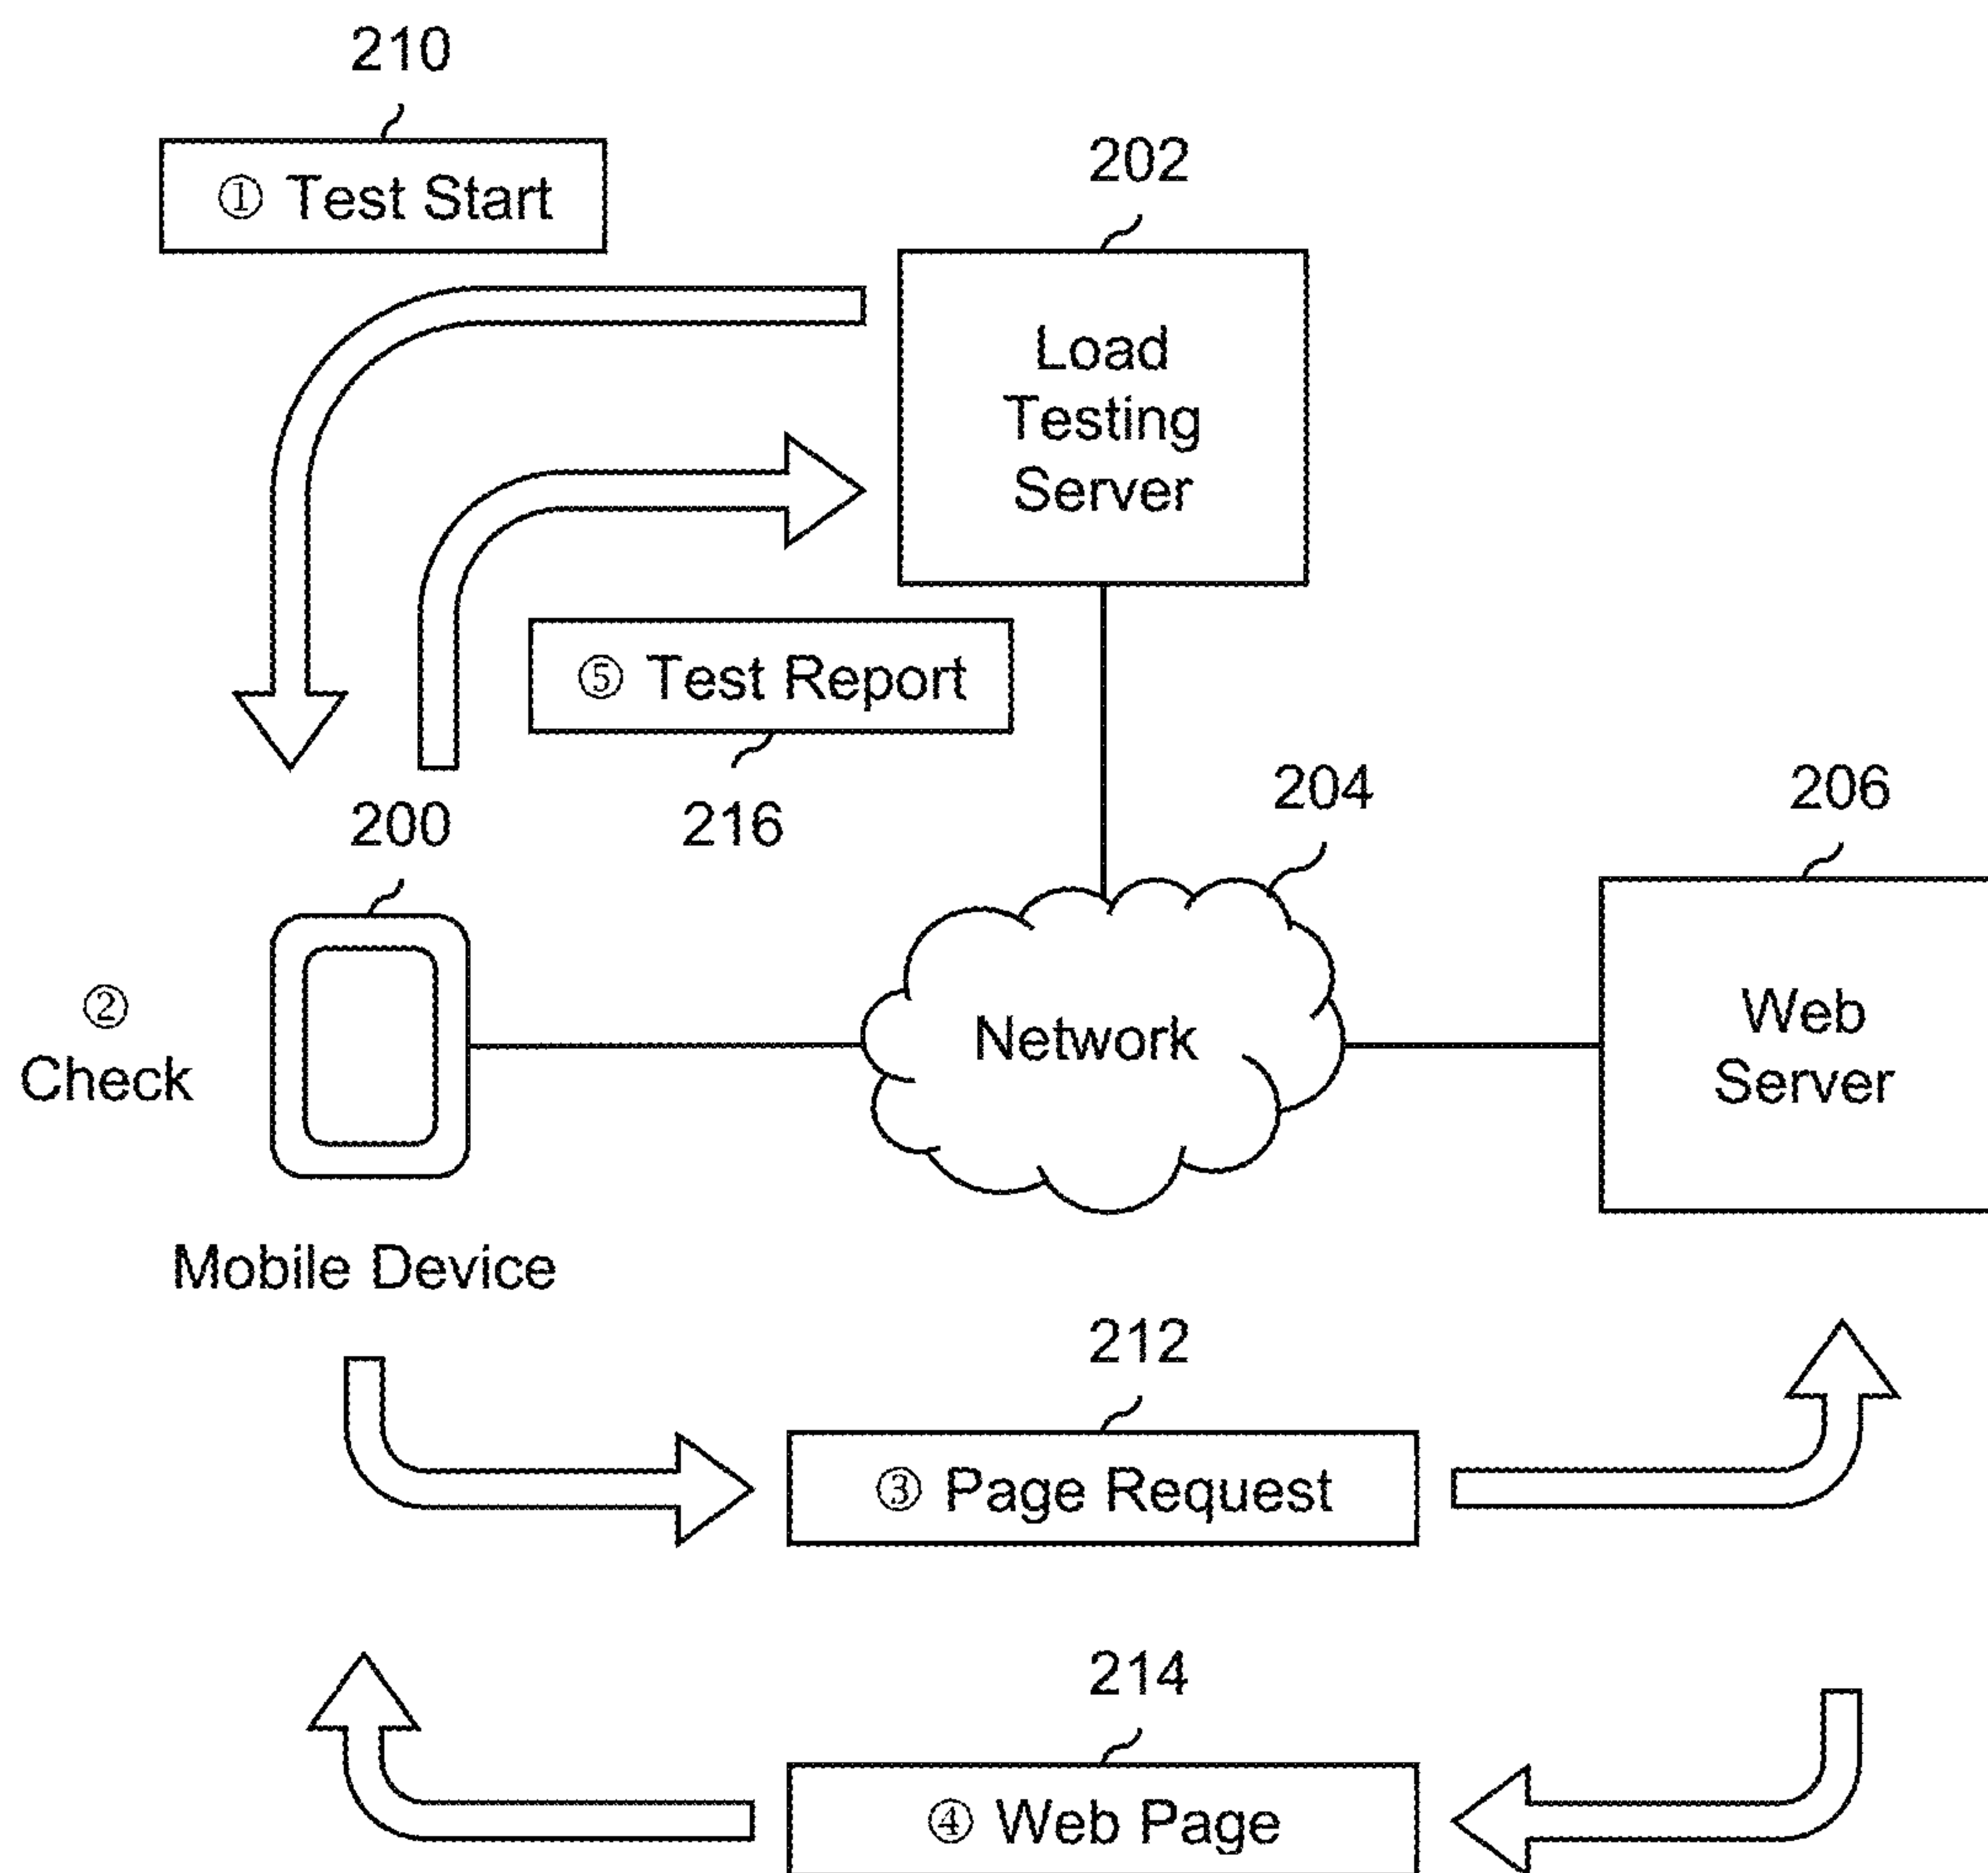 210
① Test Start
202
Load
Testing
Server
⑤ Test Report
216
200
204
206
②
Check
Network
Web
Server
Mobile Device
212
③ Page Request
214
④ Web Page